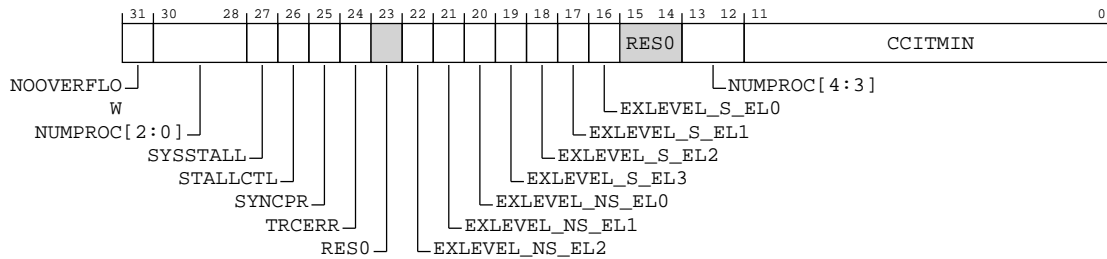 31 30 28 27 26 25 24 23 22 21 20 19 18 17 16 15 14 13 12 11 0
RES0 CCITMIN
NOOVERFLO NUMPROC[4:3]
W EXLEVEL_S_EL0
NUMPROC[2:0] EXLEVEL_S_EL1
SYSSTALL EXLEVEL_S_EL2
STALLCTL EXLEVEL_S_EL3
SYNCPR EXLEVEL_NS_EL0
TRCERR EXLEVEL_NS_EL1
RES0 EXLEVEL_NS_EL2